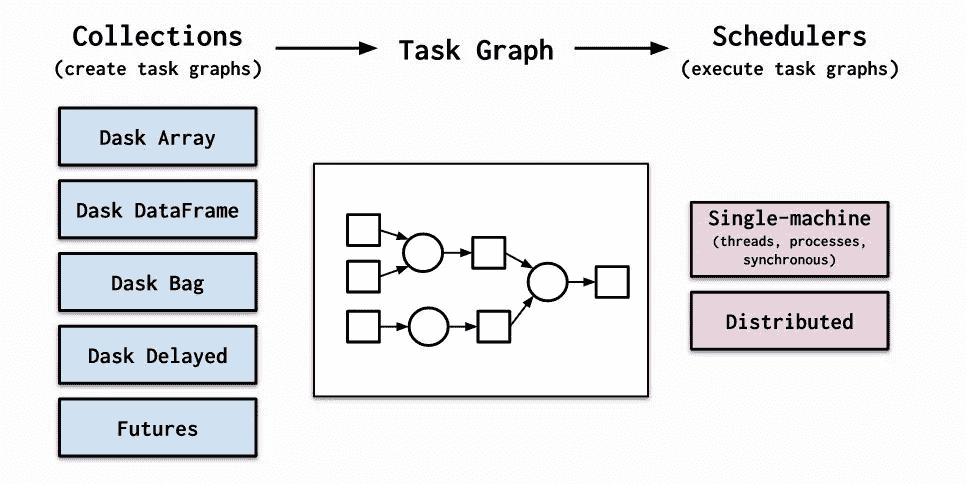 Collections
(create task graphs)
Task Graph
Schedulers
(execute task graphs)
Dask Array
Dask DataFrame
Dask Bag
Dask Delayed
Futures
Single-machine
(threads, processes,
synchronous)
Distributed